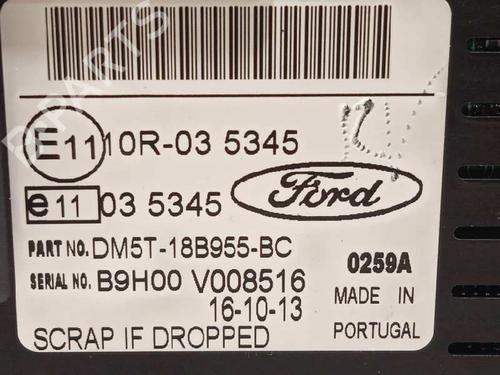 E11 10R-03 5345
e 11 03 5345
Ford
PART NO. DM5T-18B955-BC
SERIAL NO. B9H00 V008516
0259A
16-10-13
MADE IN
PORTUGAL
SCRAP IF DROPPED